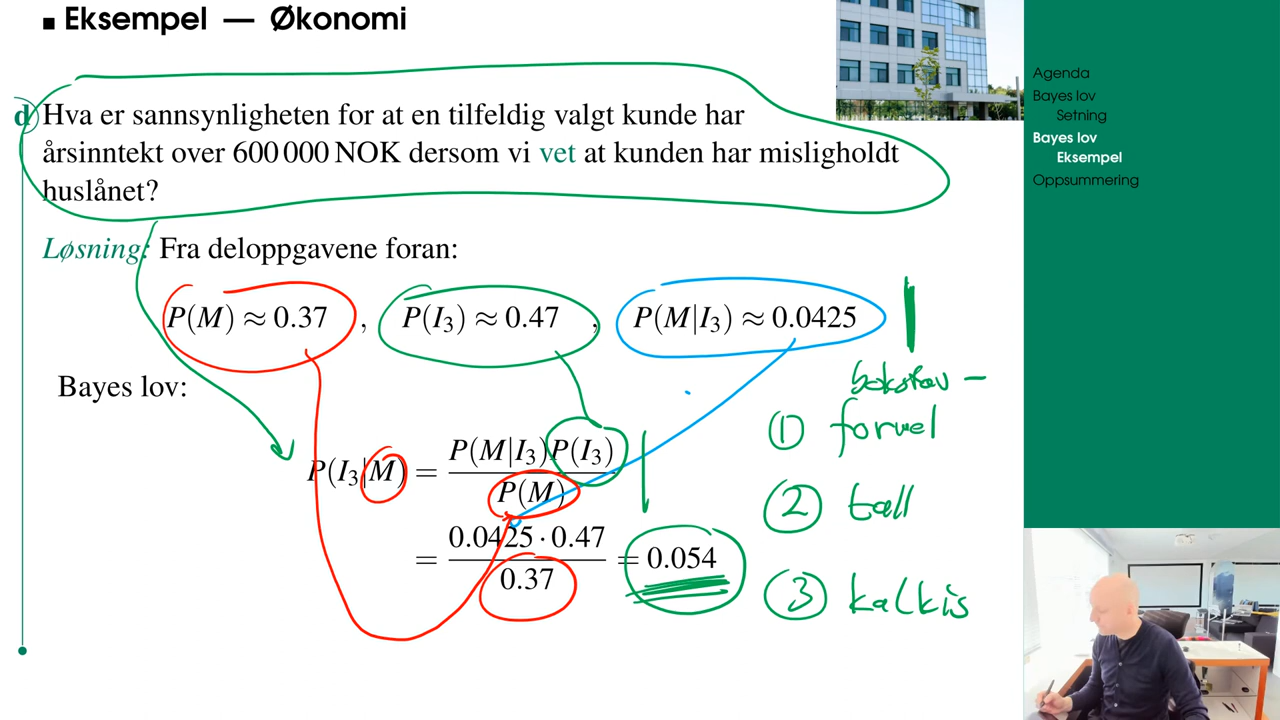 ▪ Eksempel — Økonomi
d Hva er sannsynligheten for at en tilfeldig valgt kunde har
årsinntekt over 600 000 NOK dersom vi vet at kunden har misligholdt
huslånet?
Løsning: Fra deloppgavene foran:
P(M) ≈ 0.37 , P(I₃) ≈ 0.47 , P(M|I₃) ≈ 0.0425
Bayes lov:
P(I₃|M) = P(M|I₃)P(I₃) / P(M)
= 0.0425 · 0.47 / 0.37 = 0.054
bokstav –
① formel
② tall
③ kalkis
Agenda
Bayes lov
Setning
Bayes lov
Eksempel
Oppsummering